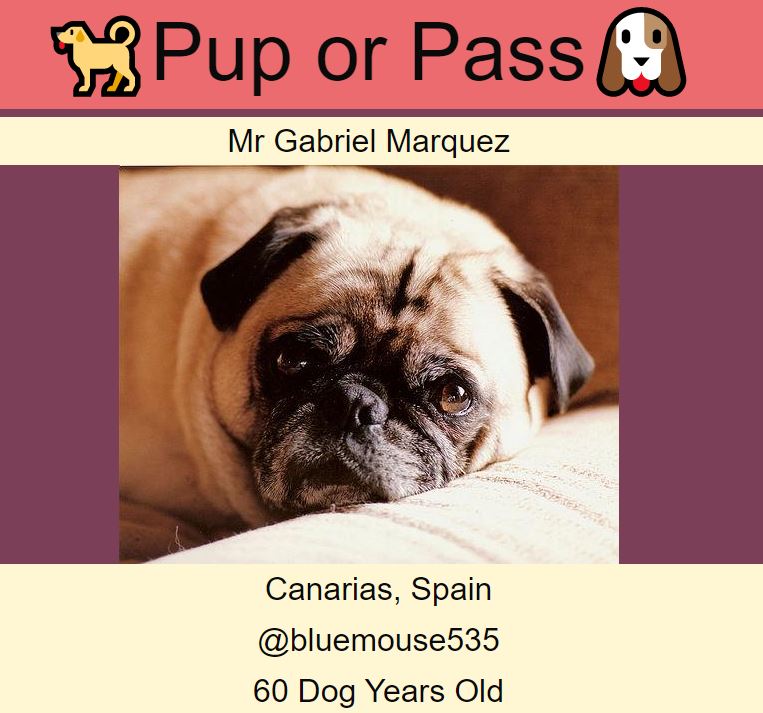 Pup or Pass
Mr Gabriel Marquez
Canarias, Spain
@bluemouse535
60 Dog Years Old